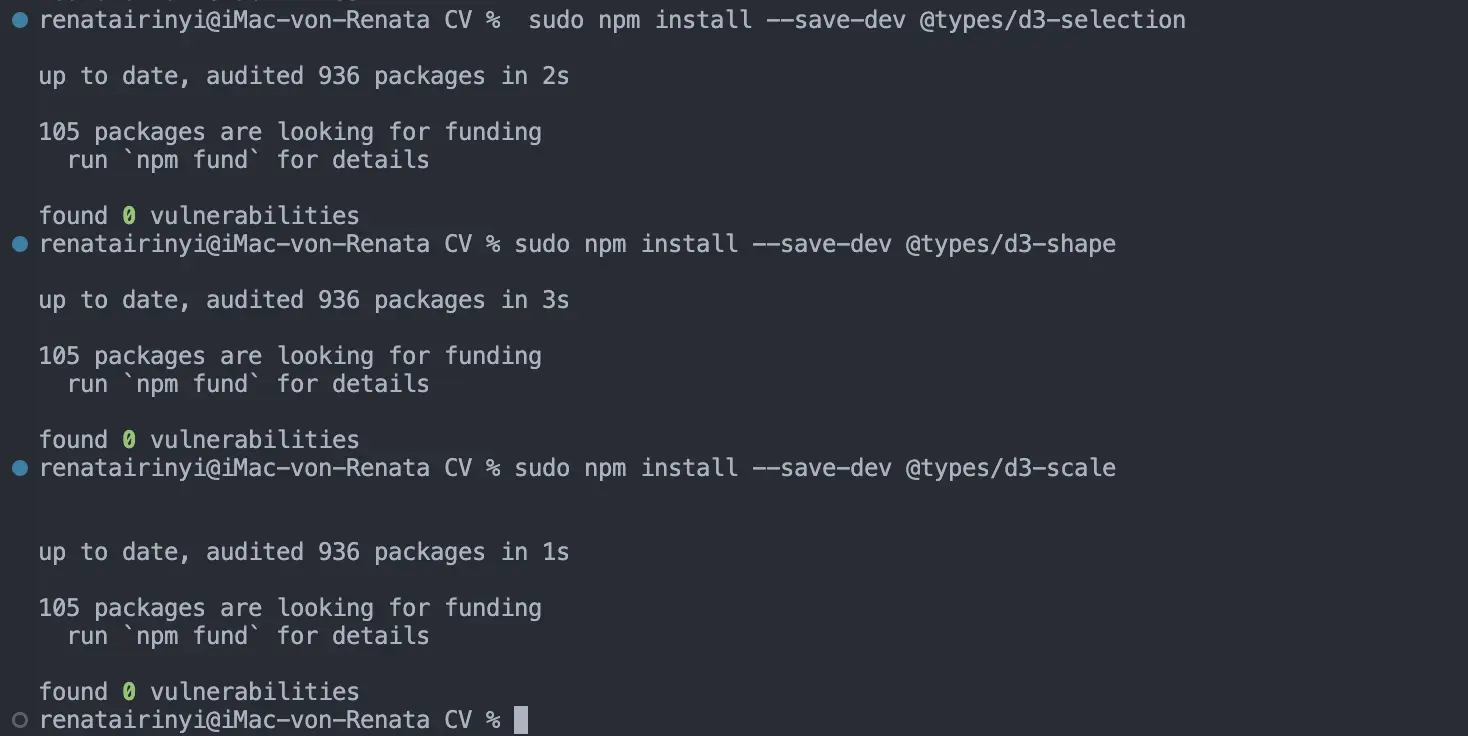 renatairinyi@iMac-von-Renata CV %  sudo npm install --save-dev @types/d3-selection
up to date, audited 936 packages in 2s
105 packages are looking for funding
  run `npm fund` for details
found 0 vulnerabilities
renatairinyi@iMac-von-Renata CV % sudo npm install --save-dev @types/d3-shape
up to date, audited 936 packages in 3s
105 packages are looking for funding
  run `npm fund` for details
found 0 vulnerabilities
renatairinyi@iMac-von-Renata CV % sudo npm install --save-dev @types/d3-scale
up to date, audited 936 packages in 1s
105 packages are looking for funding
  run `npm fund` for details
found 0 vulnerabilities
renatairinyi@iMac-von-Renata CV %